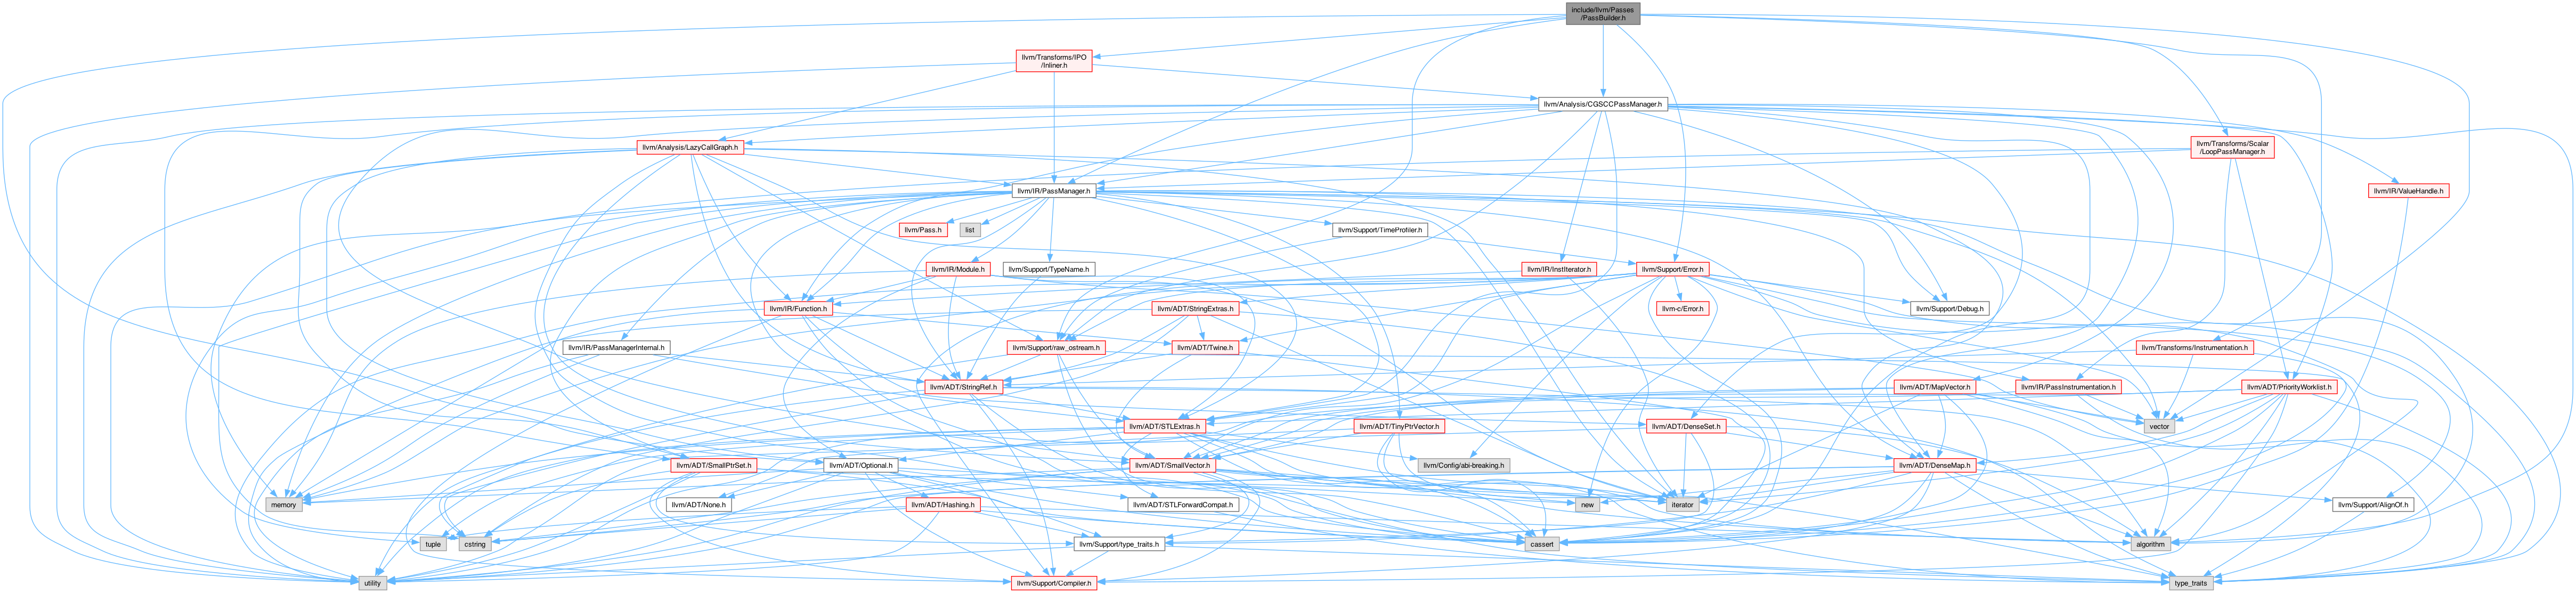 include/llvm/Passes
/PassBuilder.h
llvm/Transforms/IPO
/Inliner.h
llvm/Analysis/CGSCCPassManager.h
llvm/Analysis/LazyCallGraph.h
llvm/Transforms/Scalar
/LoopPassManager.h
llvm/IR/PassManager.h
llvm/IR/ValueHandle.h
llvm/Pass.h
list
llvm/Support/TimeProfiler.h
llvm/IR/Module.h
llvm/Support/TypeName.h
llvm/IR/InstIterator.h
llvm/Support/Error.h
llvm/IR/Function.h
llvm/ADT/StringExtras.h
llvm-c/Error.h
llvm/Support/Debug.h
llvm/IR/PassManagerInternal.h
llvm/Support/raw_ostream.h
llvm/ADT/Twine.h
llvm/Transforms/Instrumentation.h
llvm/ADT/StringRef.h
llvm/ADT/MapVector.h
llvm/IR/PassInstrumentation.h
llvm/ADT/PriorityWorklist.h
llvm/ADT/STLExtras.h
llvm/ADT/TinyPtrVector.h
llvm/ADT/DenseSet.h
vector
llvm/ADT/SmallPtrSet.h
llvm/ADT/Optional.h
llvm/ADT/SmallVector.h
llvm/Config/abi-breaking.h
llvm/ADT/DenseMap.h
memory
llvm/ADT/None.h
llvm/ADT/Hashing.h
llvm/ADT/STLForwardCompat.h
new
iterator
llvm/Support/AlignOf.h
tuple
cstring
llvm/Support/type_traits.h
cassert
algorithm
utility
llvm/Support/Compiler.h
type_traits